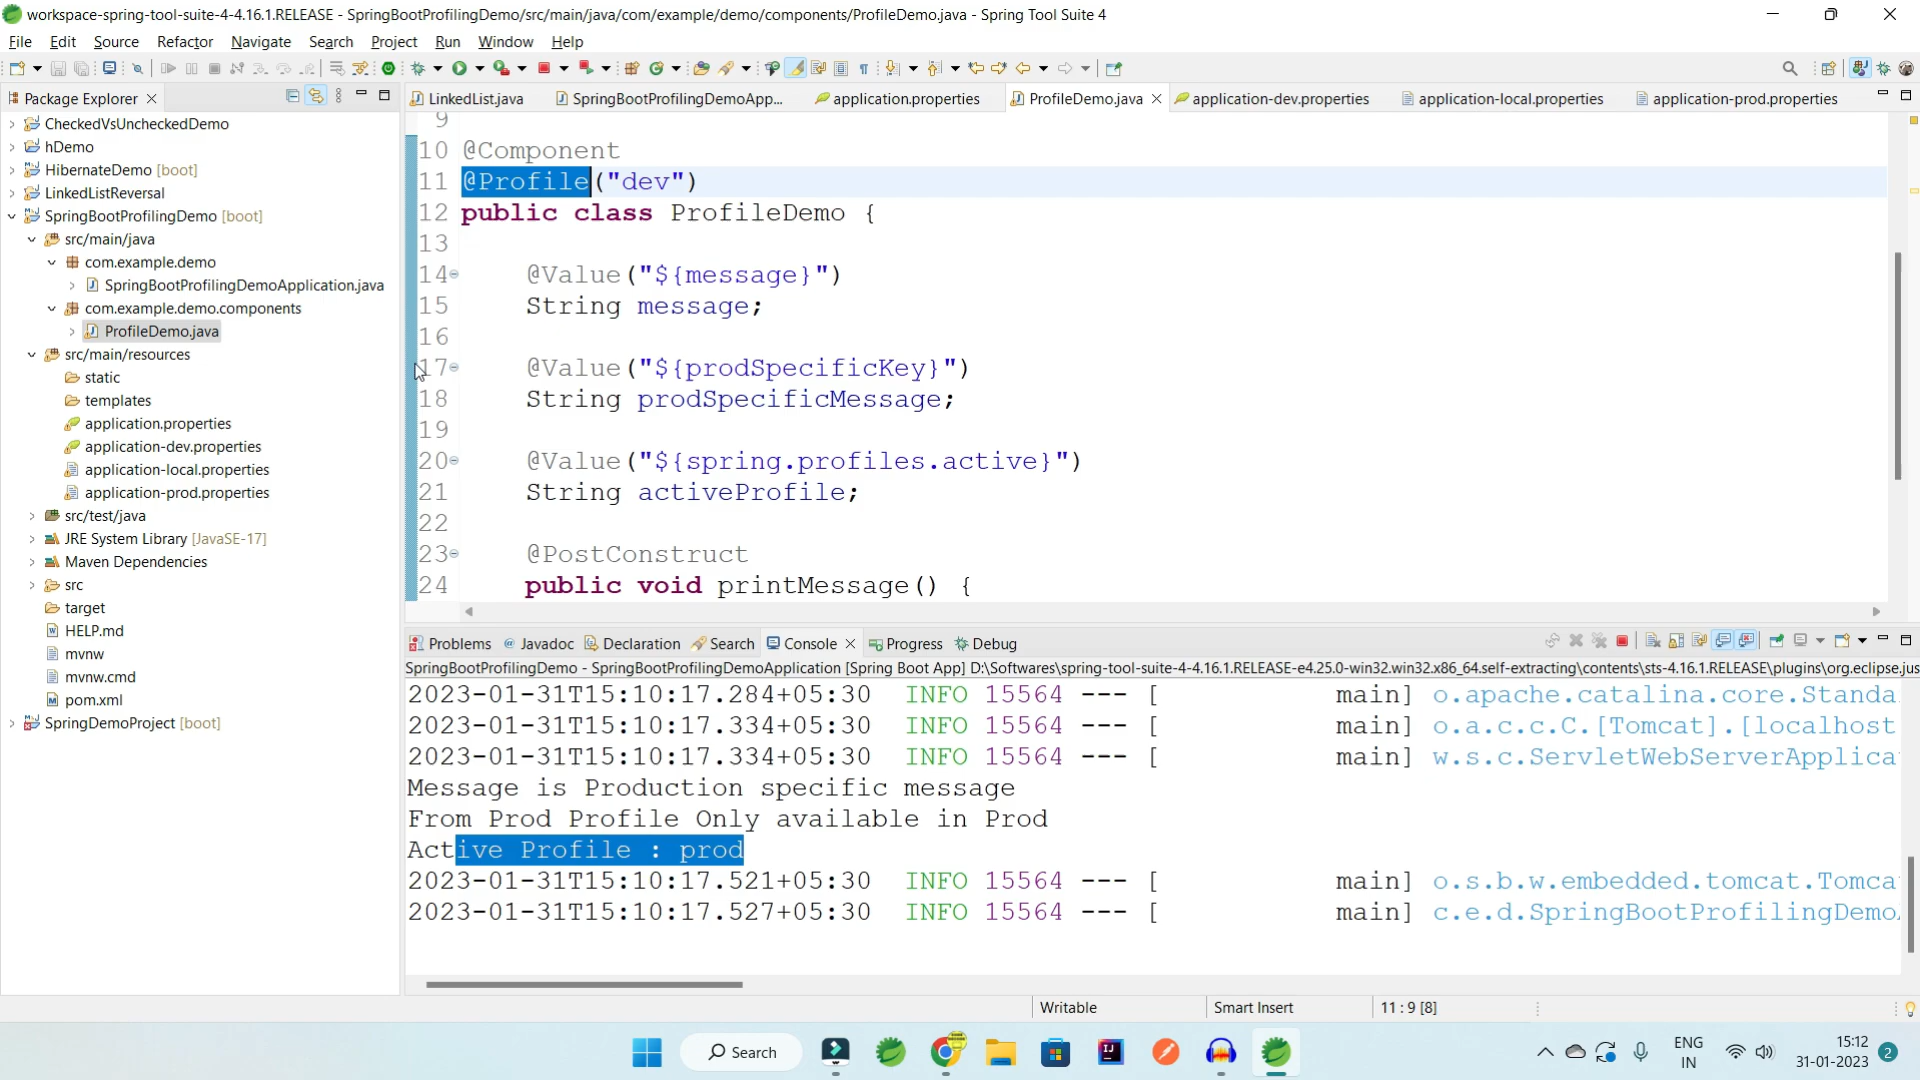 workspace-spring-tool-suite-4-4.16.1.RELEASE - SpringBootProfilingDemo/src/main/java/com/example/demo/components/ProfileDemo.java - Spring Tool Suite 4
File Edit Source Refactor Navigate Search Project Run Window Help
Package Explorer
CheckedVsUncheckedDemo
hDemo
HibernateDemo [boot]
LinkedListReversal
SpringBootProfilingDemo [boot]
src/main/java
com.example.demo
SpringBootProfilingDemoApplication.java
com.example.demo.components
ProfileDemo.java
src/main/resources
static
templates
application.properties
application-dev.properties
application-local.properties
application-prod.properties
src/test/java
JRE System Library [JavaSE-17]
Maven Dependencies
src
target
HELP.md
mvnw
mvnw.cmd
pom.xml
SpringDemoProject [boot]
LinkedList.java SpringBootProfilingDemoApp... application.properties ProfileDemo.java application-dev.properties application-local.properties application-prod.properties
9
10 @Component
11 @Profile("dev")
12 public class ProfileDemo {
13
14 @Value("${message}")
15 String message;
16
17 @Value("${prodSpecificKey}")
18 String prodSpecificMessage;
19
20 @Value("${spring.profiles.active}")
21 String activeProfile;
22
23 @PostConstruct
24 public void printMessage() {
Problems Javadoc Declaration Search Console Progress Debug
SpringBootProfilingDemo - SpringBootProfilingDemoApplication [Spring Boot App] D:\Softwares\spring-tool-suite-4-4.16.1.RELEASE-e4.25.0-win32.win32.x86_64.self-extracting\contents\sts-4.16.1.RELEASE\plugins\org.eclipse.jus
2023-01-31T15:10:17.284+05:30 INFO 15564 --- [ main] o.apache.catalina.core.Standa
2023-01-31T15:10:17.334+05:30 INFO 15564 --- [ main] o.a.c.c.C.[Tomcat].[localhost
2023-01-31T15:10:17.334+05:30 INFO 15564 --- [ main] w.s.c.ServletWebServerApplica
Message is Production specific message
From Prod Profile Only available in Prod
Active Profile : prod
2023-01-31T15:10:17.521+05:30 INFO 15564 --- [ main] o.s.b.w.embedded.tomcat.Tomca
2023-01-31T15:10:17.527+05:30 INFO 15564 --- [ main] c.e.d.SpringBootProfilingDemo
Writable Smart Insert 11 : 9 [8]
Search
ENG
IN
15:12
31-01-2023
2